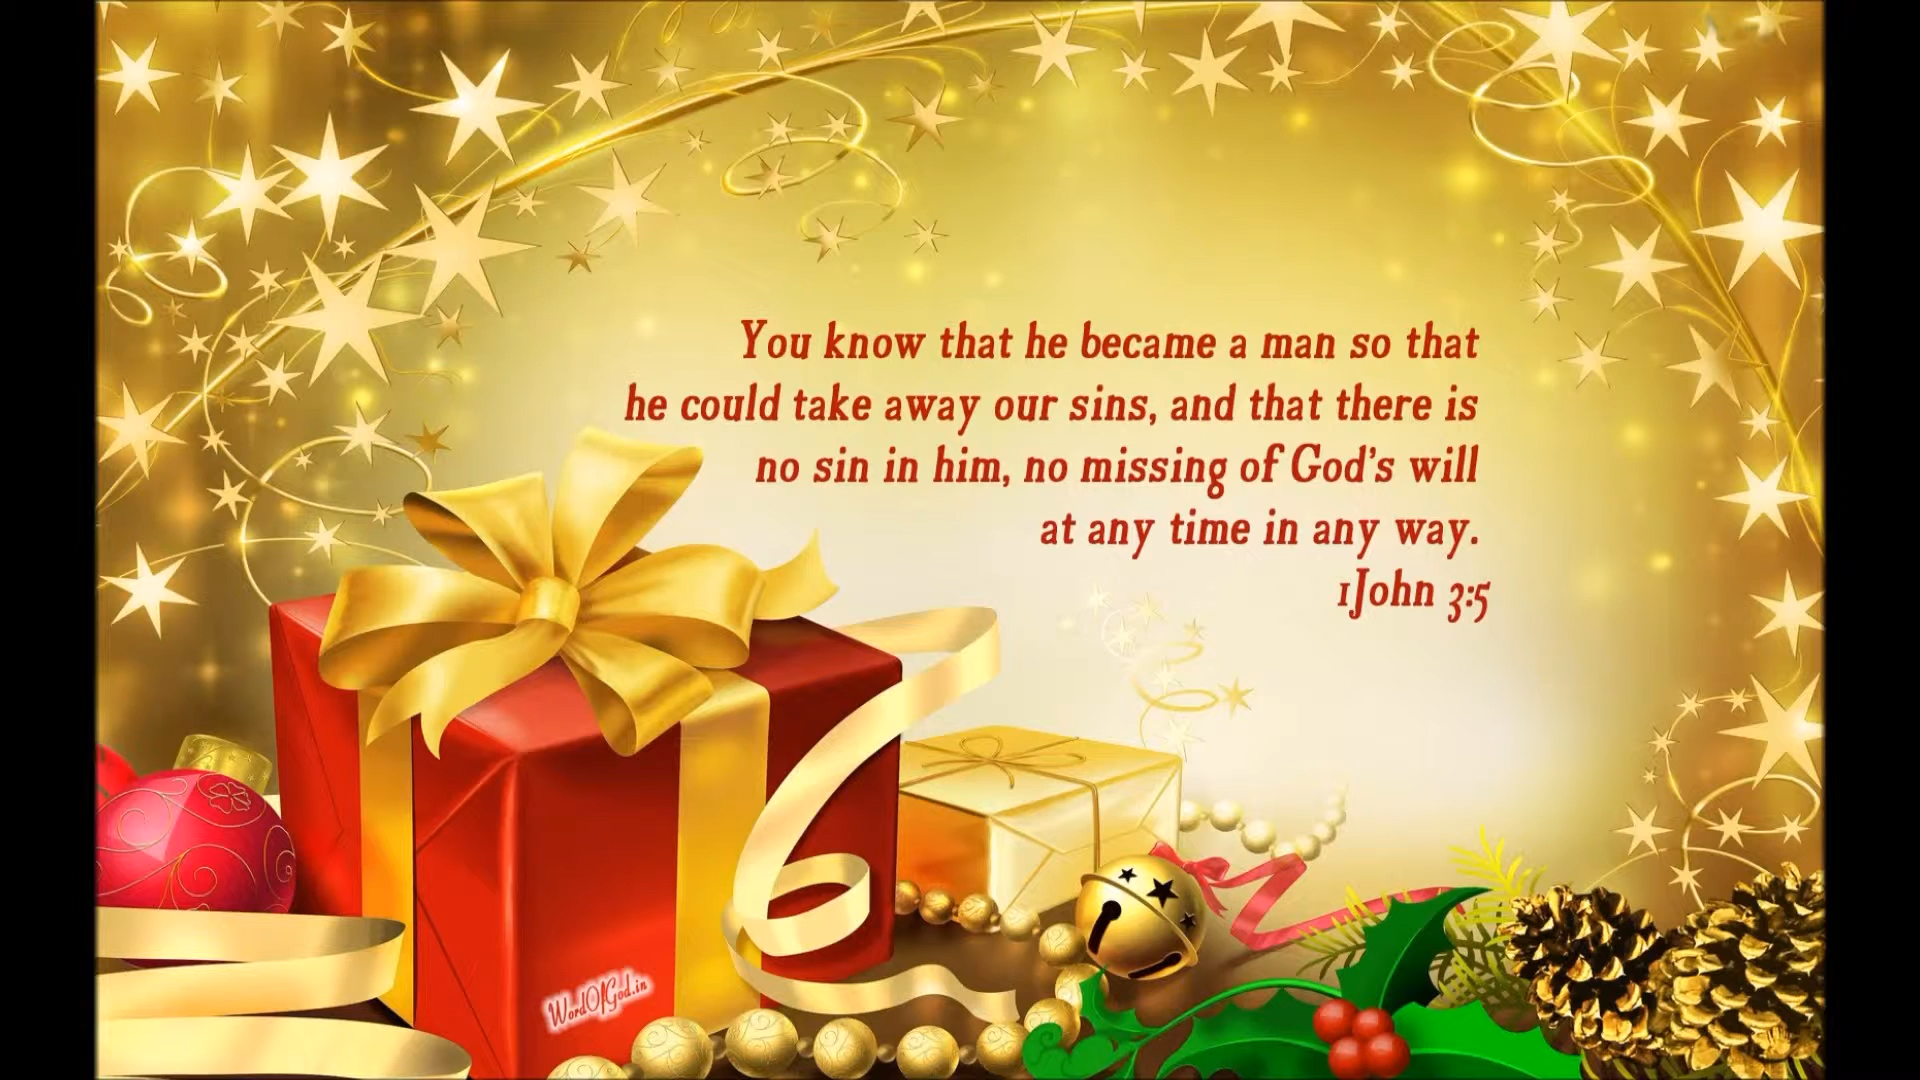 You know that he became a man so that
he could take away our sins, and that there is
no sin in him, no missing of God's will
at any time in any way.
1John 3:5
WordOfGod.in